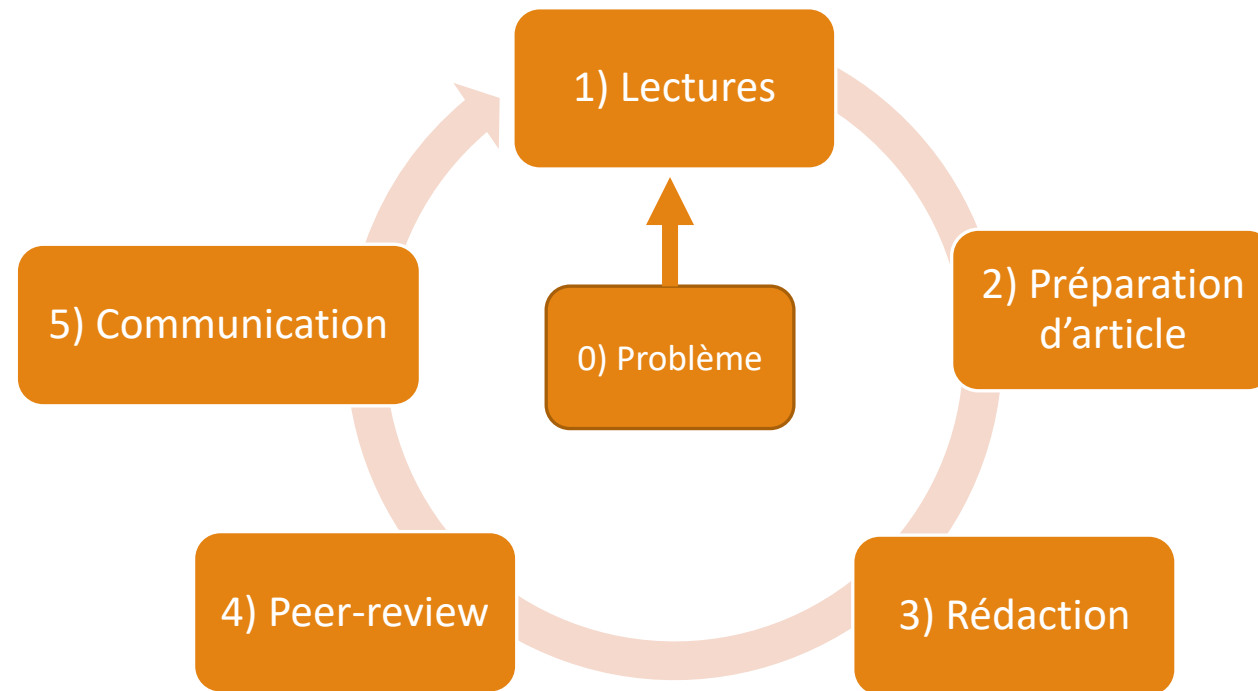 1) Lectures
2) Préparation
d’article
3) Rédaction
4) Peer-review
5) Communication
0) Problème